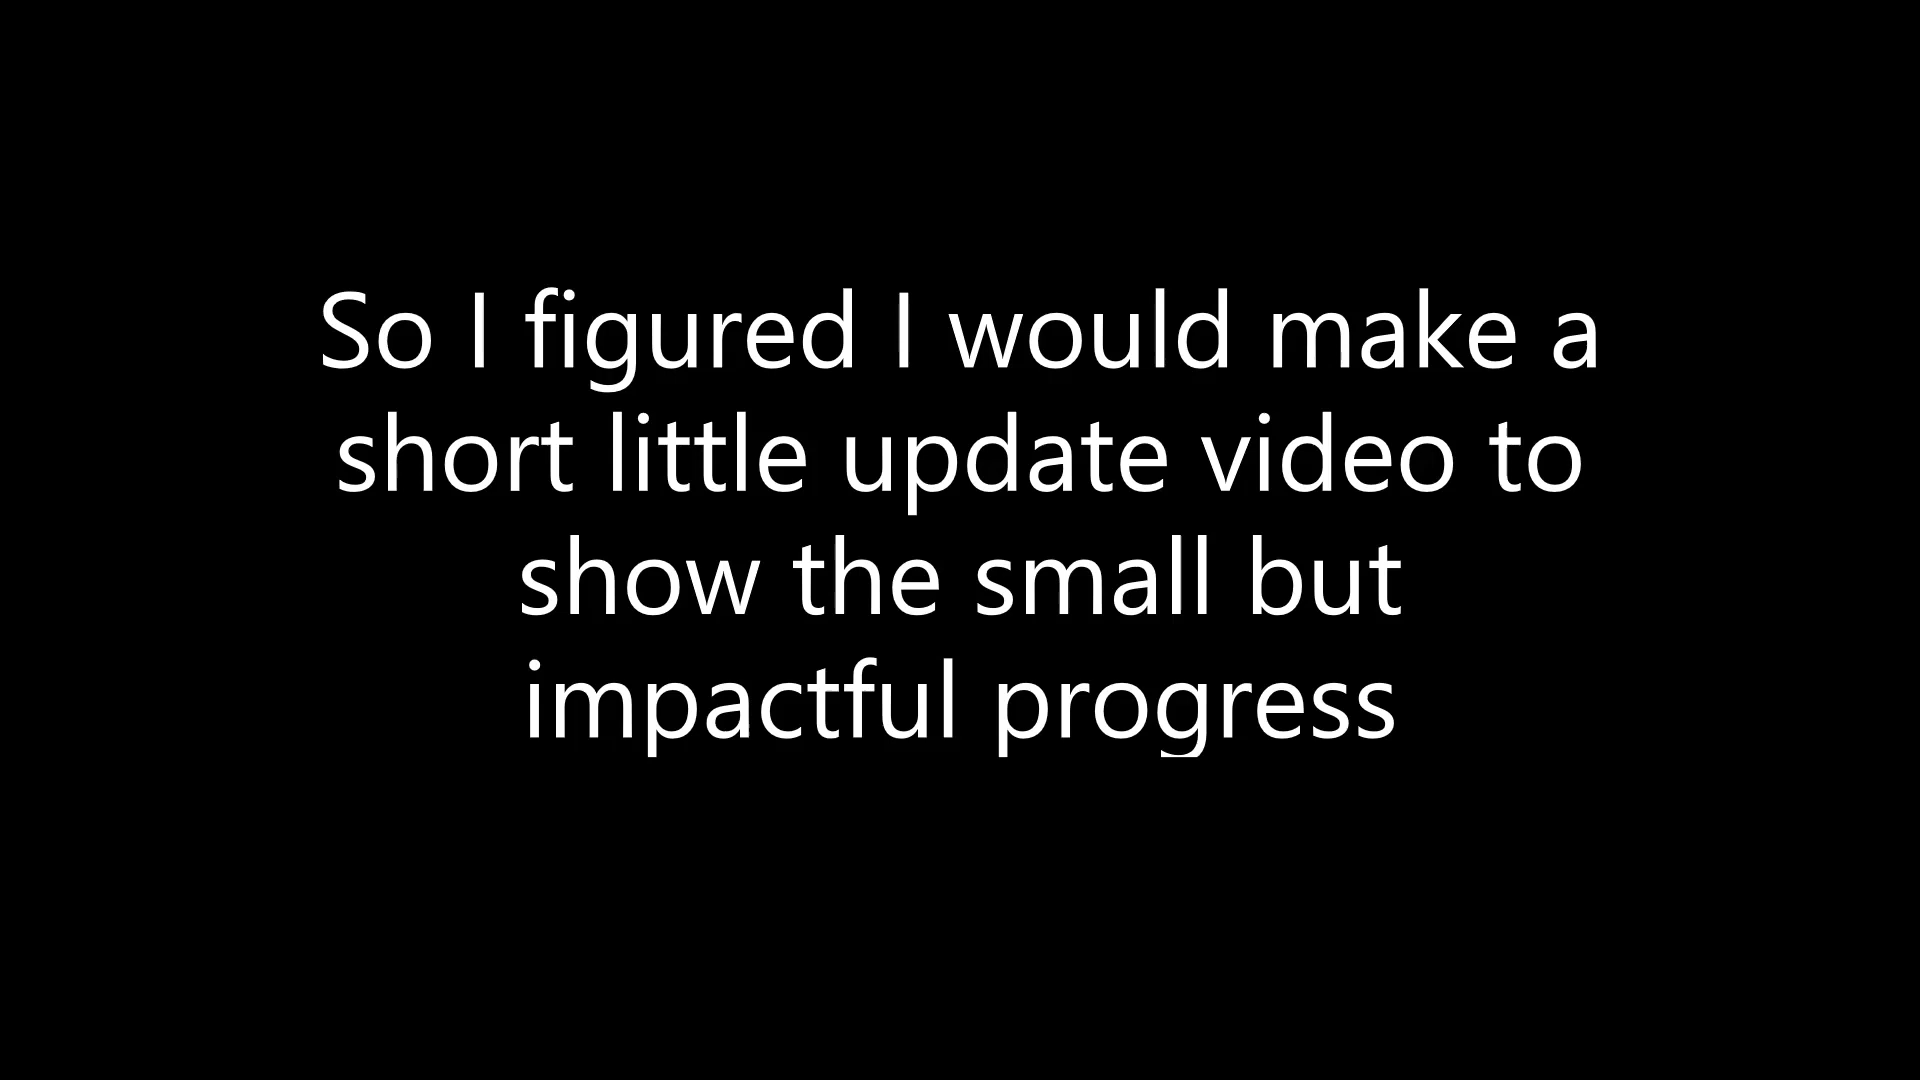 So I figured I would make a
short little update video to
show the small but
impactful progress